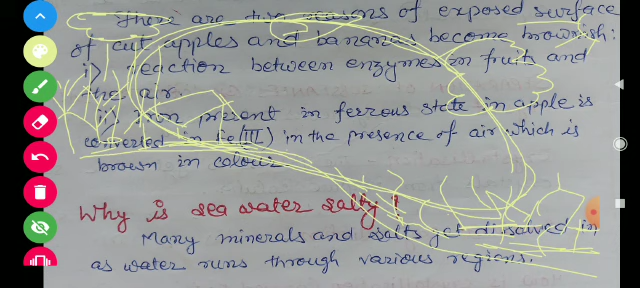 There are two reasons of exposed surface
of cut apples and bananas become brownish:
i) reaction between enzymes in fruits and
the air.
ii) Iron present in ferrous state in apple is
converted in Fe(III) in the presence of air which is
brown in colour
Why is sea water salty?
Many minerals and salts get dissolved in
as water runs through various regions.